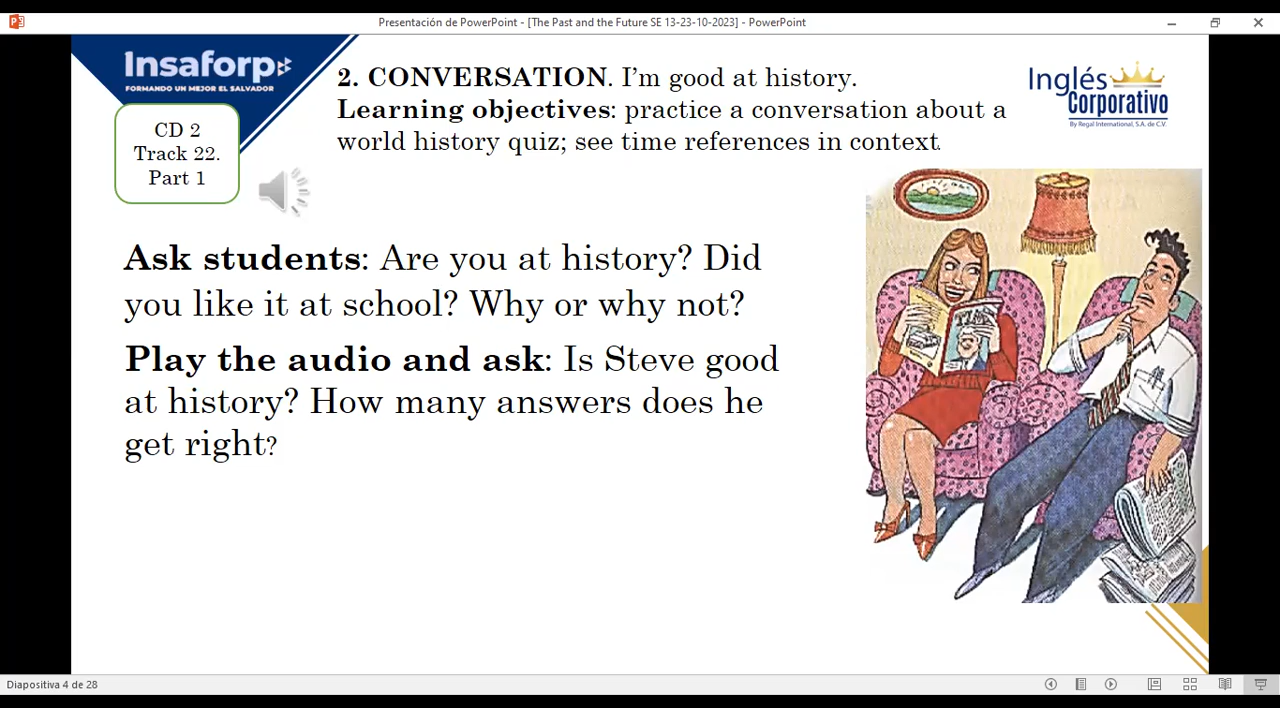 Presentación de PowerPoint - [The Past and the Future SE 13-23-10-2023] - PowerPoint
Insaforp
FORMANDO UN MEJOR EL SALVADOR
CD 2
Track 22.
Part 1
2. CONVERSATION. I’m good at history.
Learning objectives: practice a conversation about a
world history quiz; see time references in context.
Inglés
Corporativo
By Regal International, S.A. de C.V.
Ask students: Are you at history? Did
you like it at school? Why or why not?
Play the audio and ask: Is Steve good
at history? How many answers does he
get right?
Diapositiva 4 de 28